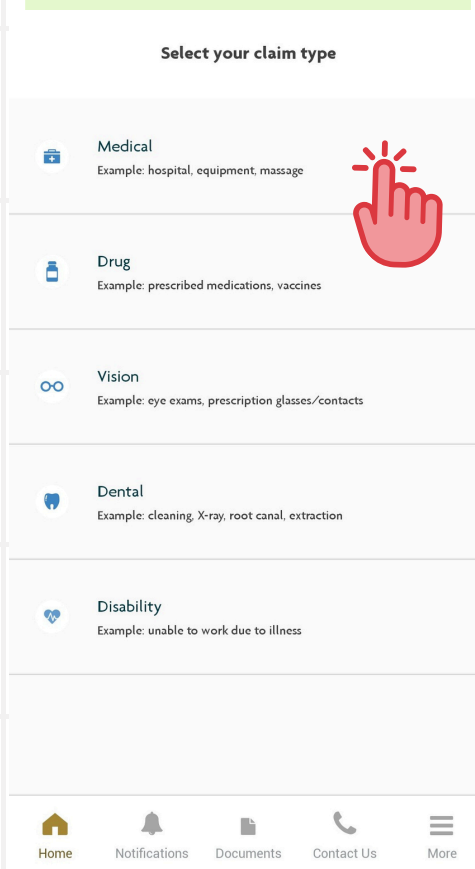 Select your claim type
Medical
Example: hospital, equipment, massage
Drug
Example: prescribed medications, vaccines
Vision
Example: eye exams, prescription glasses/contacts
Dental
Example: cleaning, X-ray, root canal, extraction
Disability
Example: unable to work due to illness
Home Notifications Documents Contact Us More